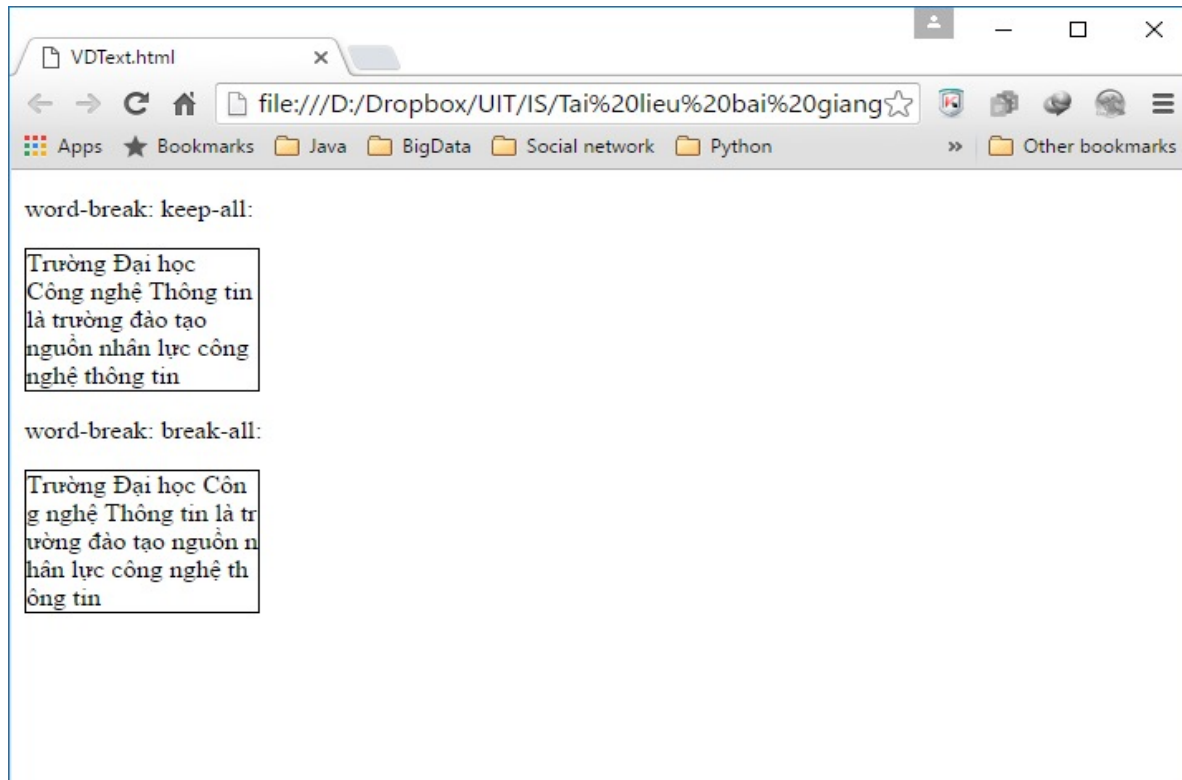 VDText.html
file:///D:/Dropbox/UIT/IS/Tai%20lieu%20bai%20giang
Apps Bookmarks Java BigData Social network Python » Other bookmarks
word-break: keep-all:
Trường Đại học
Công nghệ Thông tin
là trường đào tạo
nguồn nhân lực công
nghệ thông tin
word-break: break-all:
Trường Đại học Côn
g nghệ Thông tin là tr
ường đào tạo nguồn n
hân lực công nghệ th
ông tin